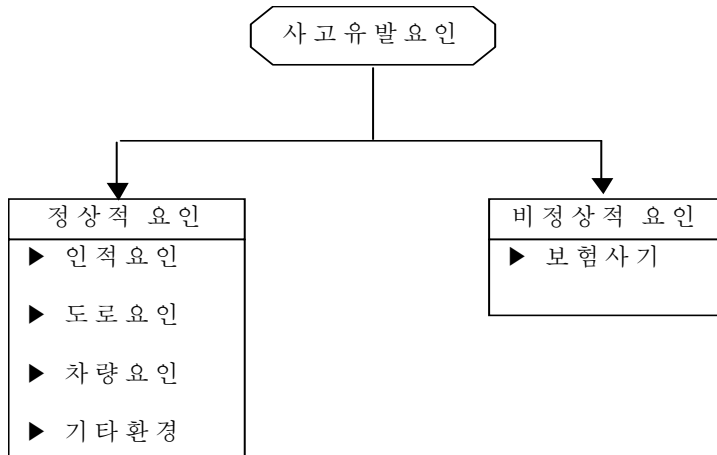 사고유발요인
정상적 요인
▶ 인적요인
▶ 도로요인
▶ 차량요인
▶ 기타환경
비정상적 요인
▶ 보험사기